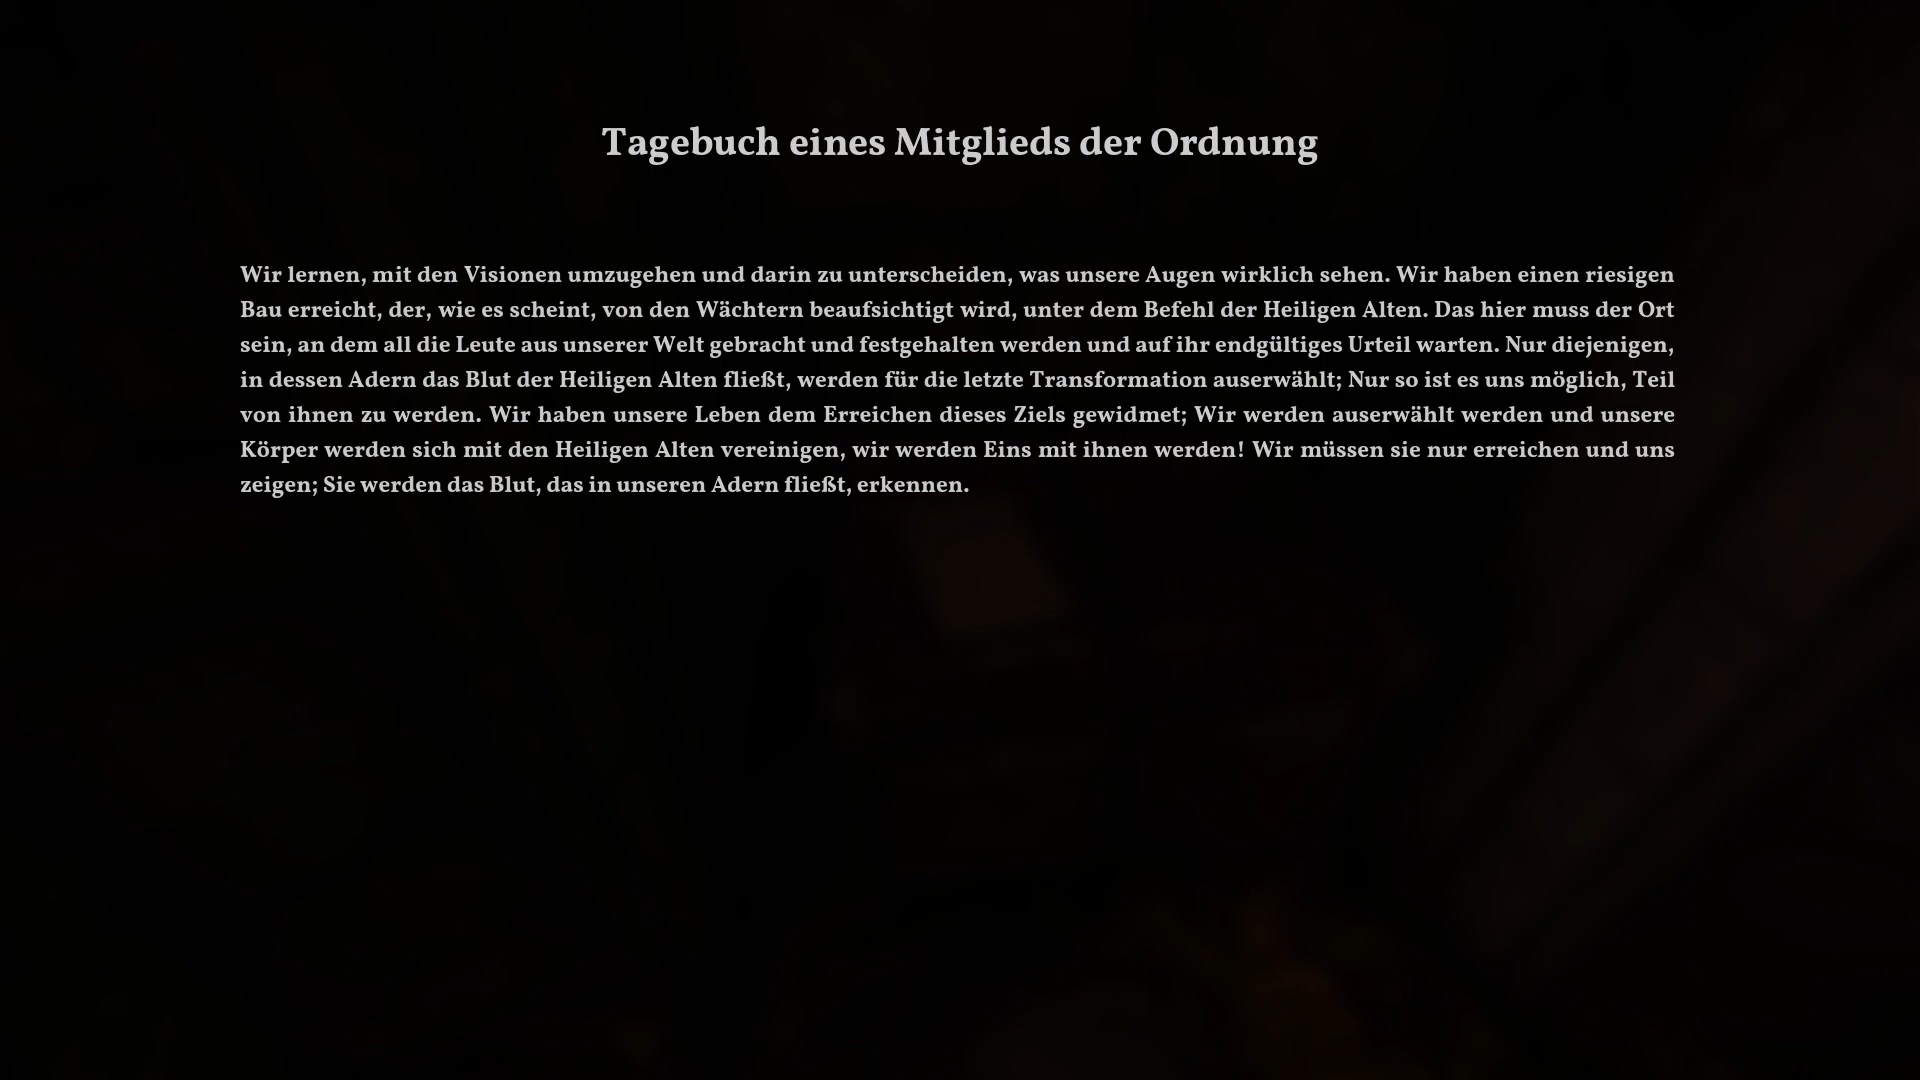 Tagebuch eines Mitglieds der Ordnung
Wir lernen, mit den Visionen umzugehen und darin zu unterscheiden, was unsere Augen wirklich sehen. Wir haben einen riesigen
Bau erreicht, der, wie es scheint, von den Wächtern beaufsichtigt wird, unter dem Befehl der Heiligen Alten. Das hier muss der Ort
sein, an dem all die Leute aus unserer Welt gebracht und festgehalten werden und auf ihr endgültiges Urteil warten. Nur diejenigen,
in dessen Adern das Blut der Heiligen Alten fließt, werden für die letzte Transformation auserwählt; Nur so ist es uns möglich, Teil
von ihnen zu werden. Wir haben unsere Leben dem Erreichen dieses Ziels gewidmet; Wir werden auserwählt werden und unsere
Körper werden sich mit den Heiligen Alten vereinigen, wir werden Eins mit ihnen werden! Wir müssen sie nur erreichen und uns
zeigen; Sie werden das Blut, das in unseren Adern fließt, erkennen.